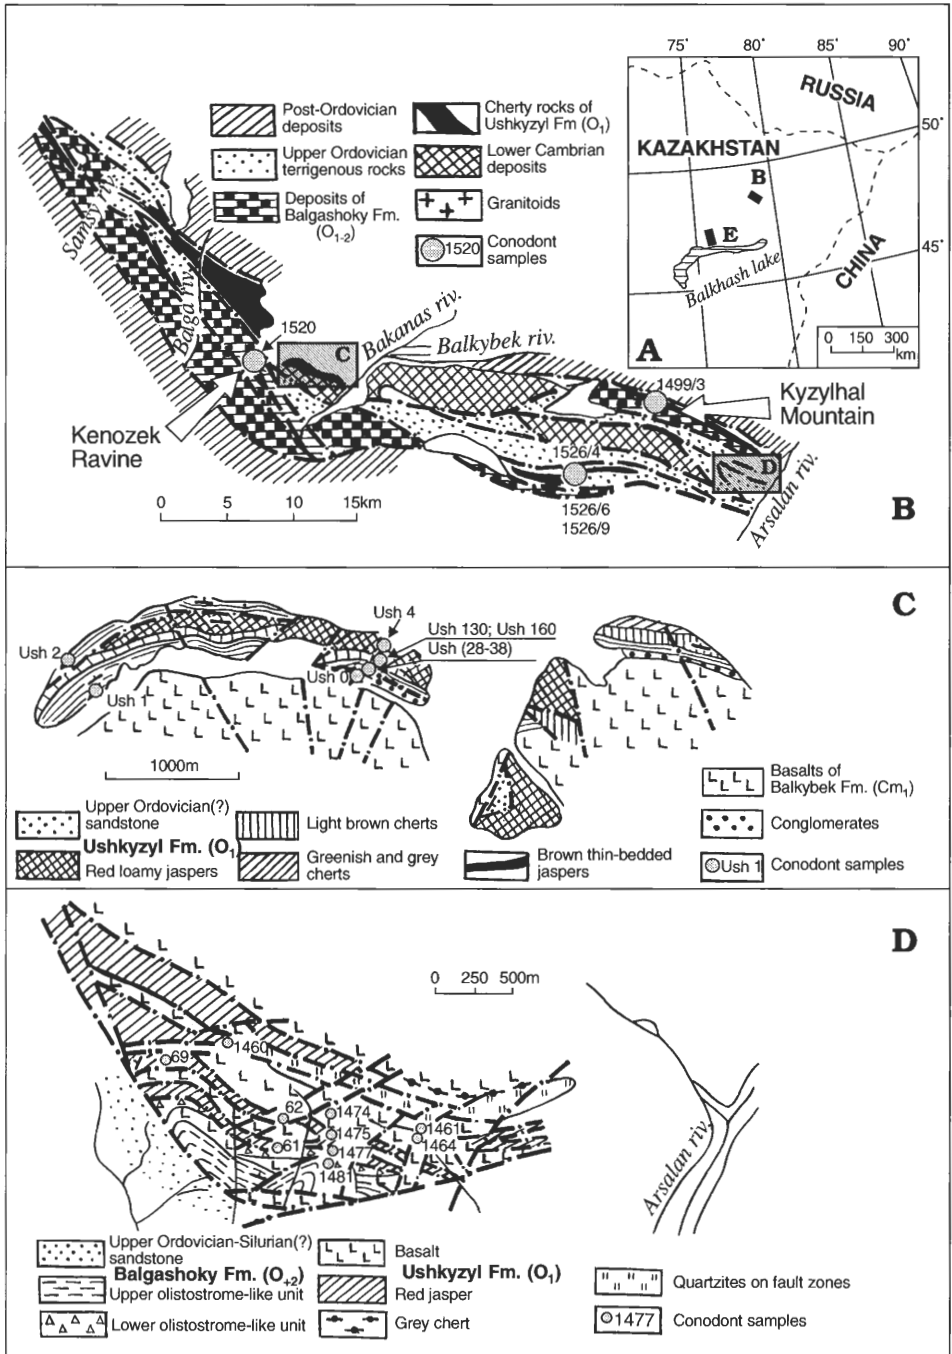 75°
80°
85°
90°
RUSSIA
50°
KAZAKHSTAN
B
E
45°
Balkhash lake
CHINA
A
0 150 300
km
Post-Ordovician
deposits
Upper Ordovician
terrigenous rocks
Deposits of
Balgashoky Fm.
(O1-2)
Cherty rocks of
Ushkyzyl Fm (O1)
Lower Cambrian
deposits
Granitoids
1520
Conodont
samples
Samsy riv.
Balga riv.
1520
C
Bakanas riv.
Balkybek riv.
1499/3
Kyzylhal
Mountain
Kenozek
Ravine
1526/4
D
Arsalan riv.
0 5 10 15km
1526/6
1526/9
B
C
Ush 4
Ush 130; Ush 160
Ush (28-38)
Ush 2
Ush 0
Ush 1
1000m
Upper Ordovician(?)
sandstone
Ushkyzyl Fm. (O1
Red loamy jaspers
Light brown cherts
Greenish and grey
cherts
Brown thin-bedded
jaspers
Basalts of
Balkybek Fm. (Cm1)
Conglomerates
Ush 1
Conodont samples
D
0 250 500m
69
1460
62
1474
61
1475
1461
1464
1477
1481
Arsalan riv.
Upper Ordovician-Silurian(?)
sandstone
Balgashoky Fm. (O+2)
Upper olistostrome-like unit
Lower olistostrome-like unit
Basalt
Ushkyzyl Fm. (O1)
Red jasper
Grey chert
Quartzites on fault zones
1477
Conodont samples